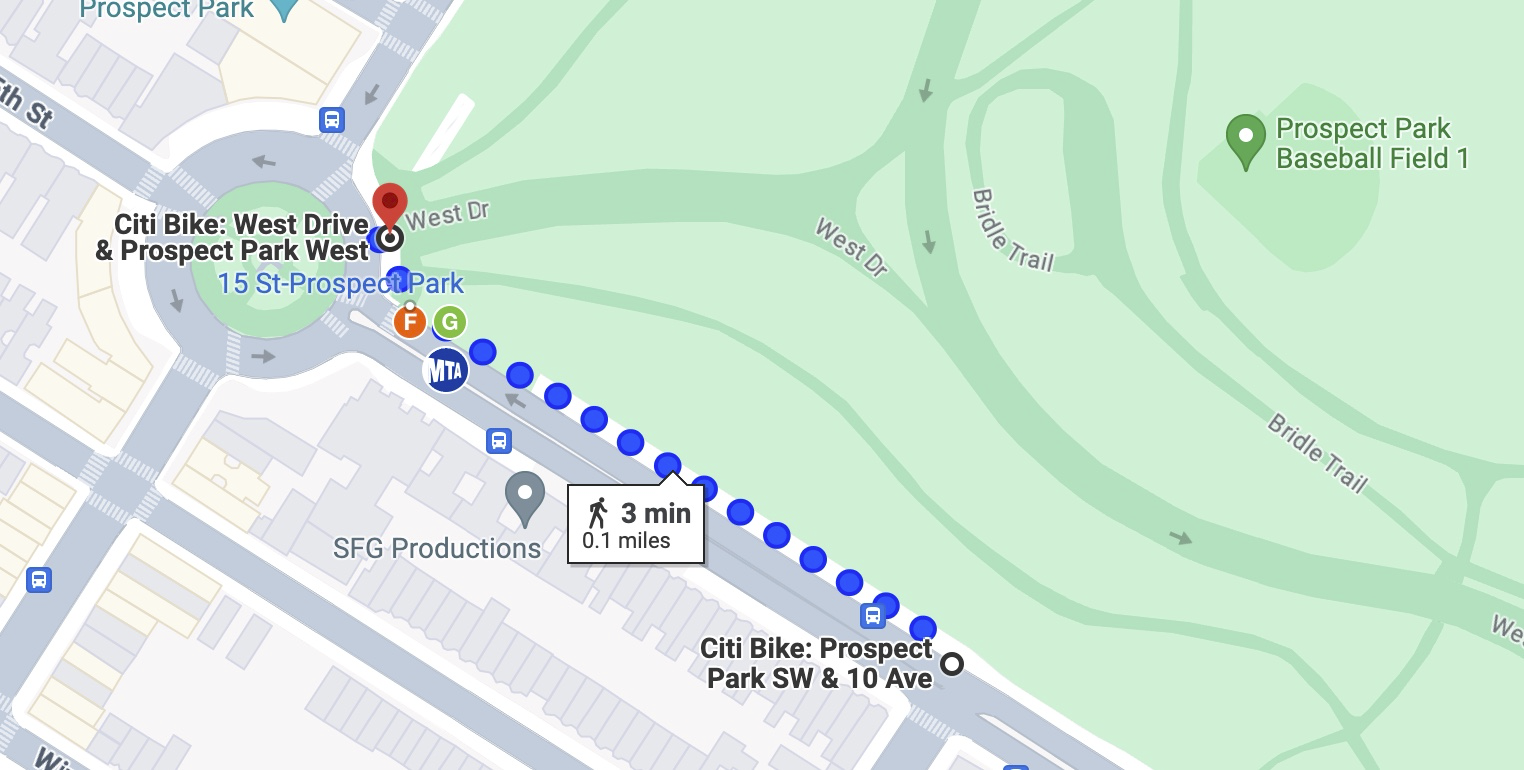 Prospect Park
5th St
Prospect Park
Baseball Field 1
West Dr
Citi Bike: West Drive
& Prospect Park West
West Dr
Bridle Trail
15 St-Prospect Park
F
G
MTA
Bridle Trail
3 min
0.1 miles
SFG Productions
Citi Bike: Prospect
Park SW & 10 Ave